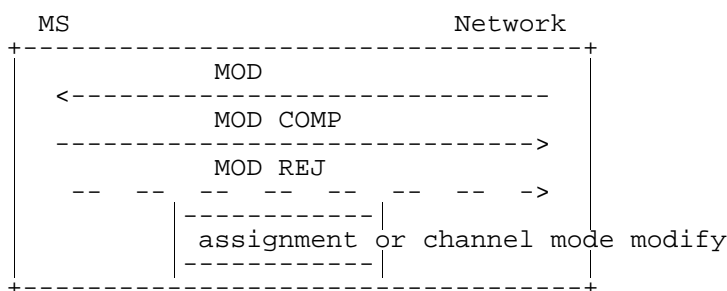 MS Network
MOD
MOD COMP
MOD REJ
assignment or channel mode modify